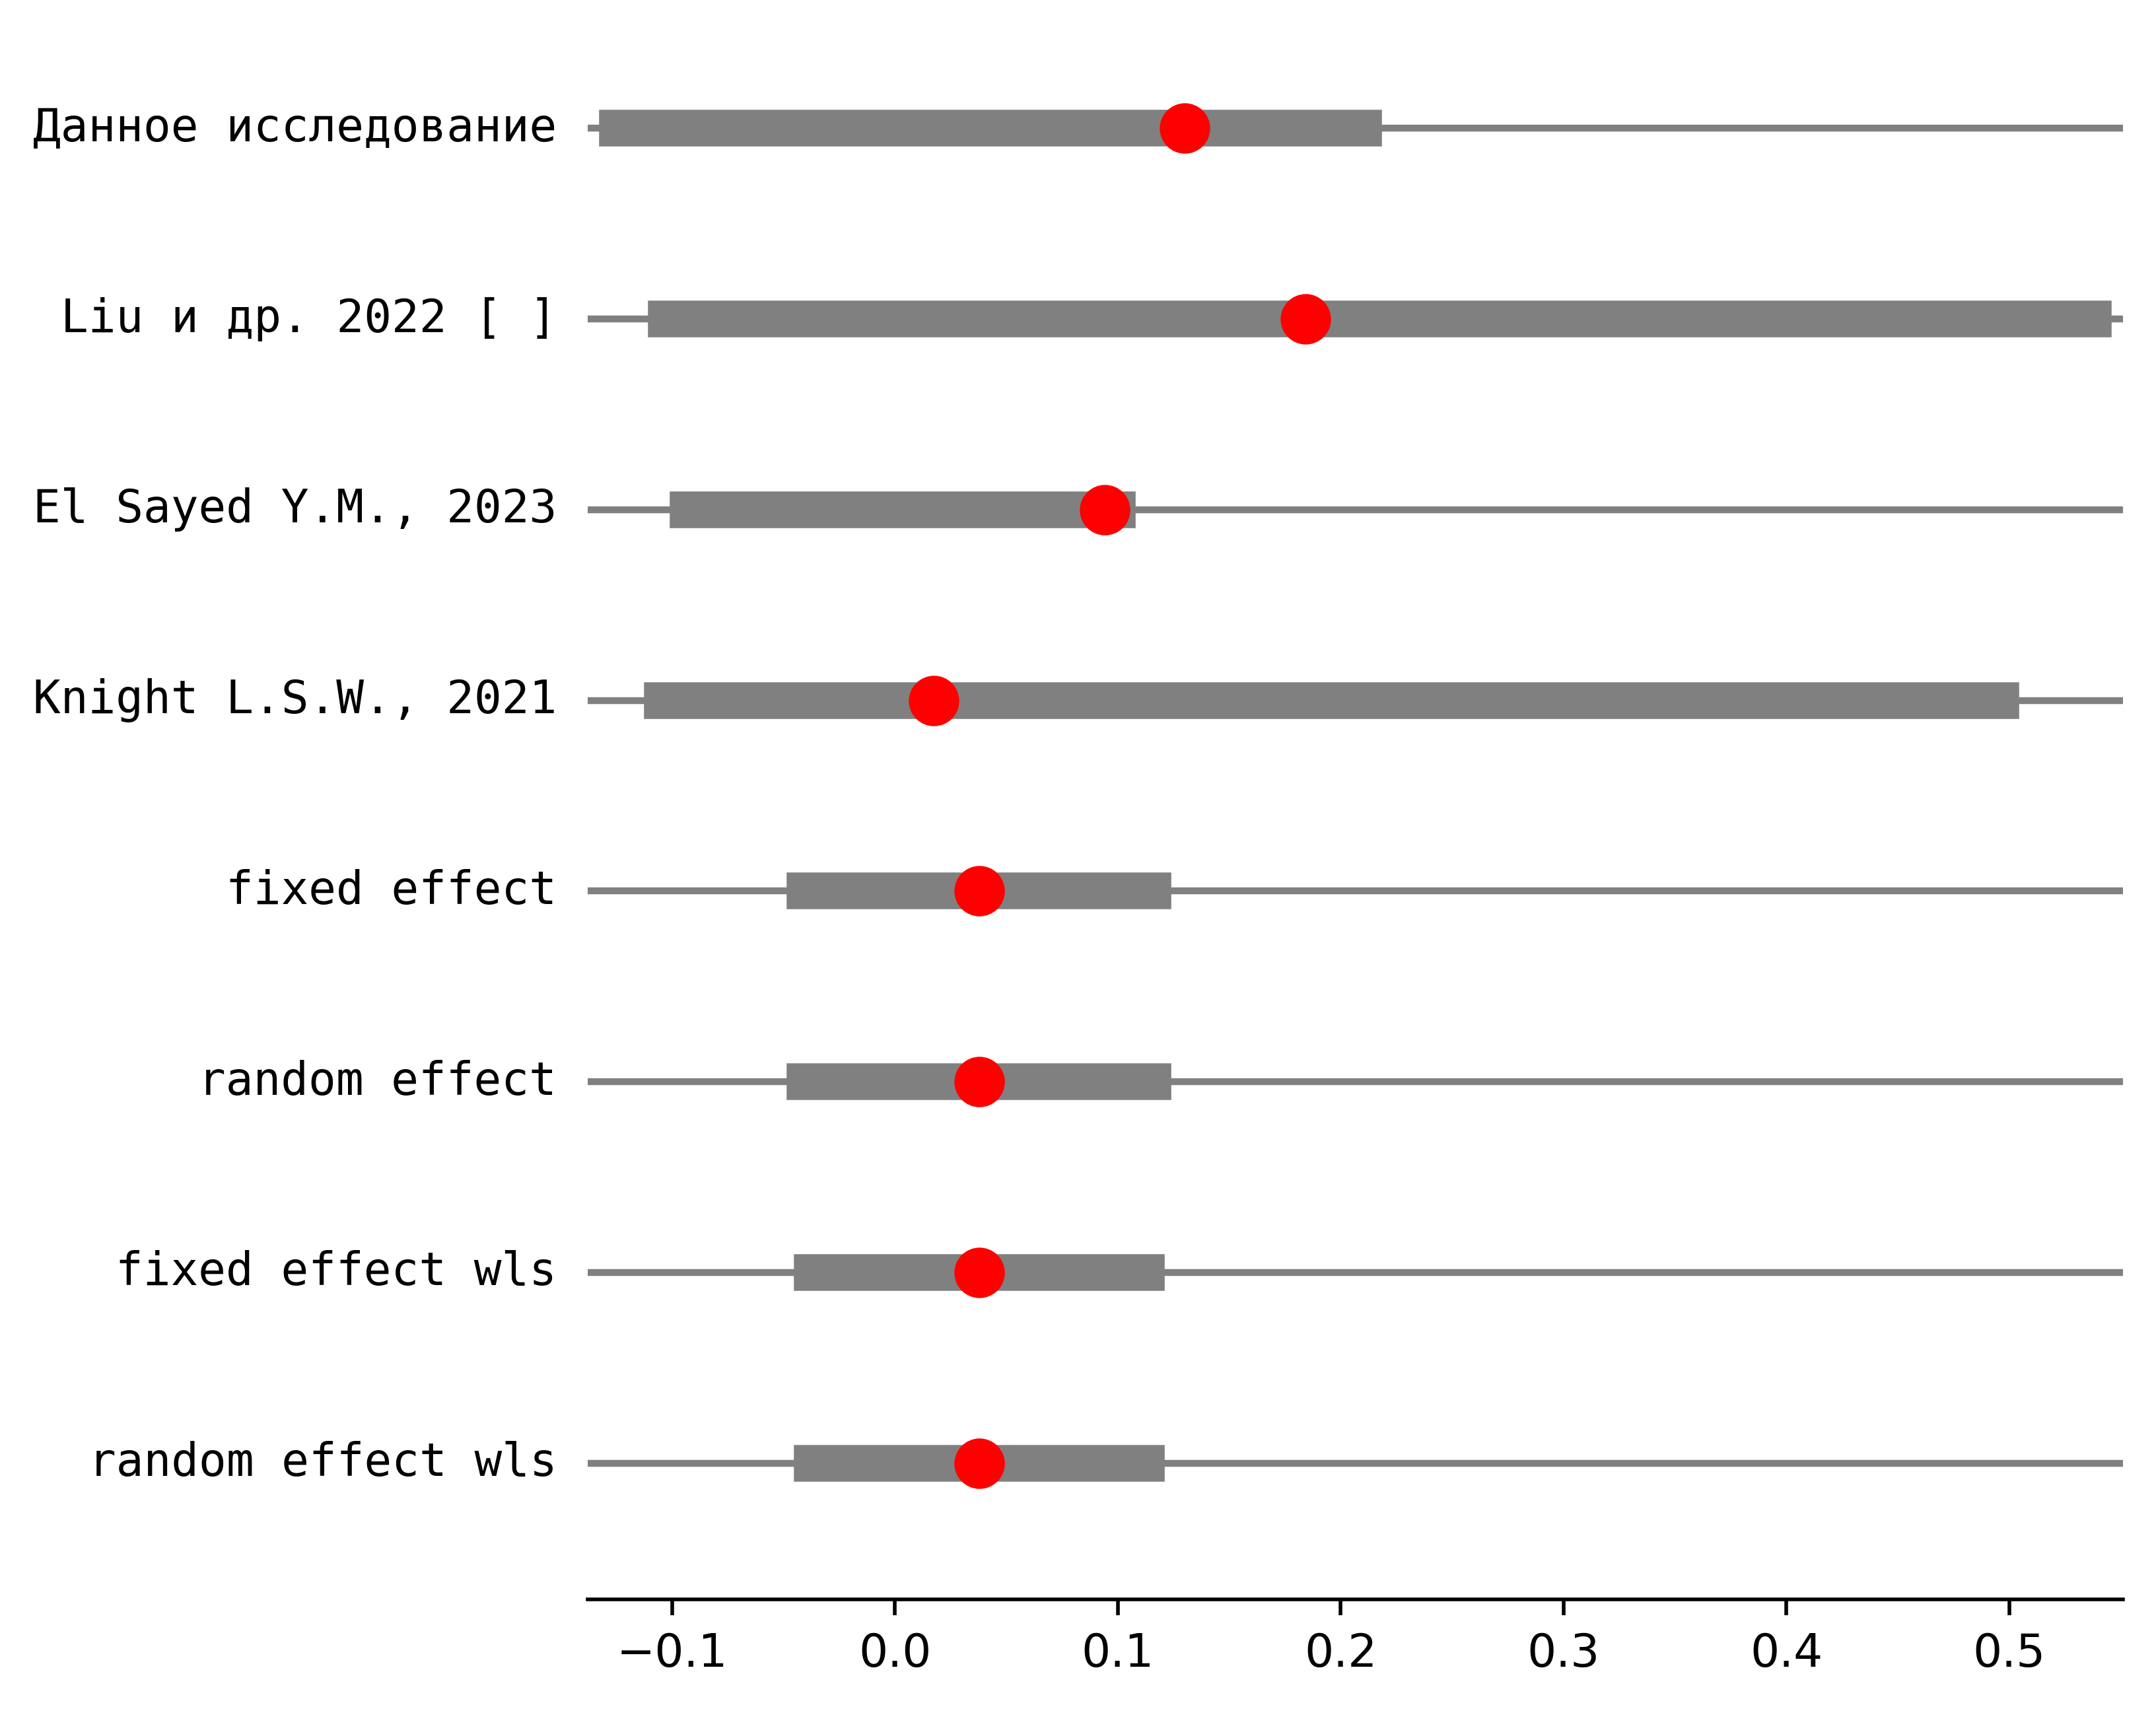 Данное исследование
Liu и др. 2022 [ ]
El Sayed Y.M., 2023
Knight L.S.W., 2021
fixed effect
random effect
fixed effect wls
random effect wls
−0.1 0.0 0.1 0.2 0.3 0.4 0.5